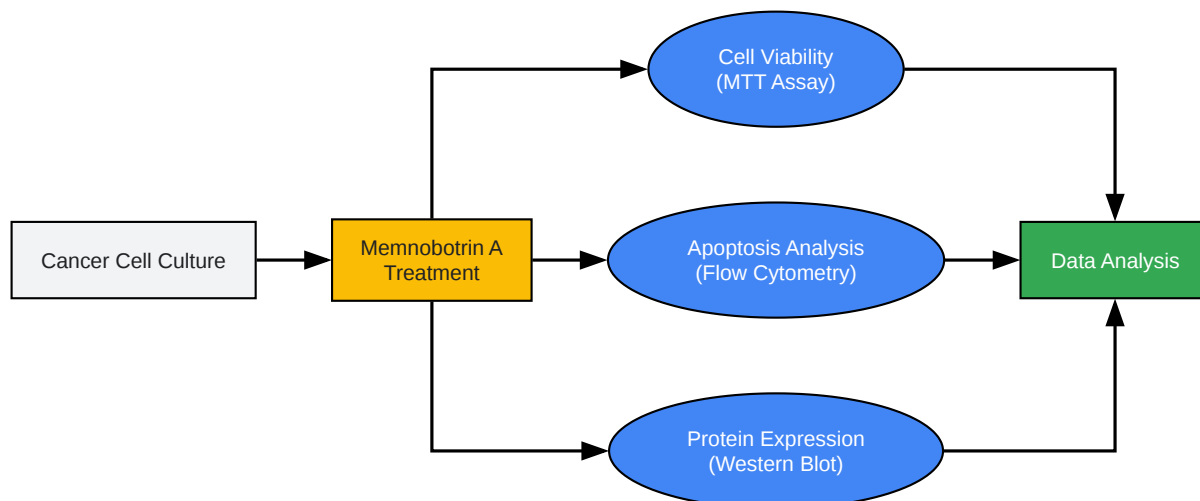 Cell Viability
(MTT Assay)
Cancer Cell Culture
Memnobotrin A
Treatment
Apoptosis Analysis
(Flow Cytometry)
Data Analysis
Protein Expression
(Western Blot)